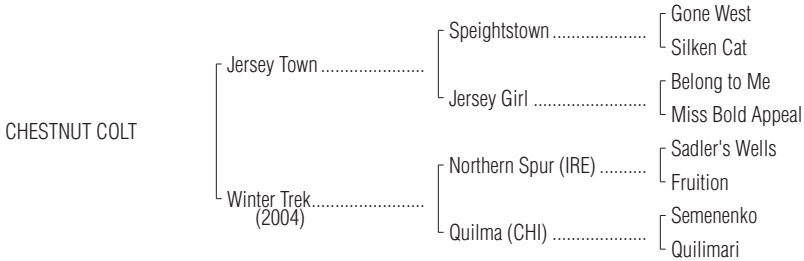 Gone West
Speightstown ....................
Silken Cat
Jersey Town ......................
Belong to Me
Jersey Girl ........................
Miss Bold Appeal
CHESTNUT COLT
Sadler's Wells
Northern Spur (IRE) ..........
Fruition
Winter Trek........................
(2004)
Semenenko
Quilma (CHI) ....................
Quilimari